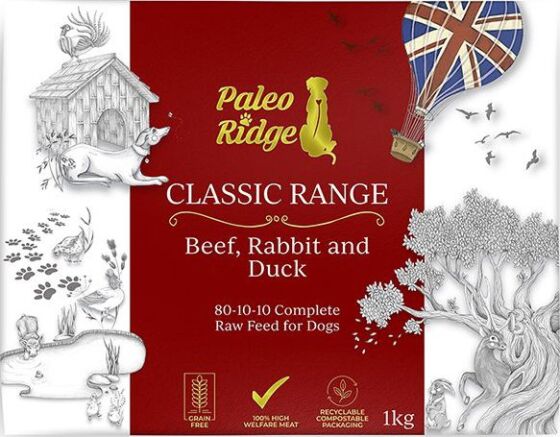 Paleo
Ridge
CLASSIC RANGE
Beef, Rabbit and
Duck
80-10-10 Complete
Raw Feed for Dogs
GRAIN
FREE
100% HIGH
WELFARE MEAT
RECYCLABLE
COMPOSTABLE
PACKAGING
1kg